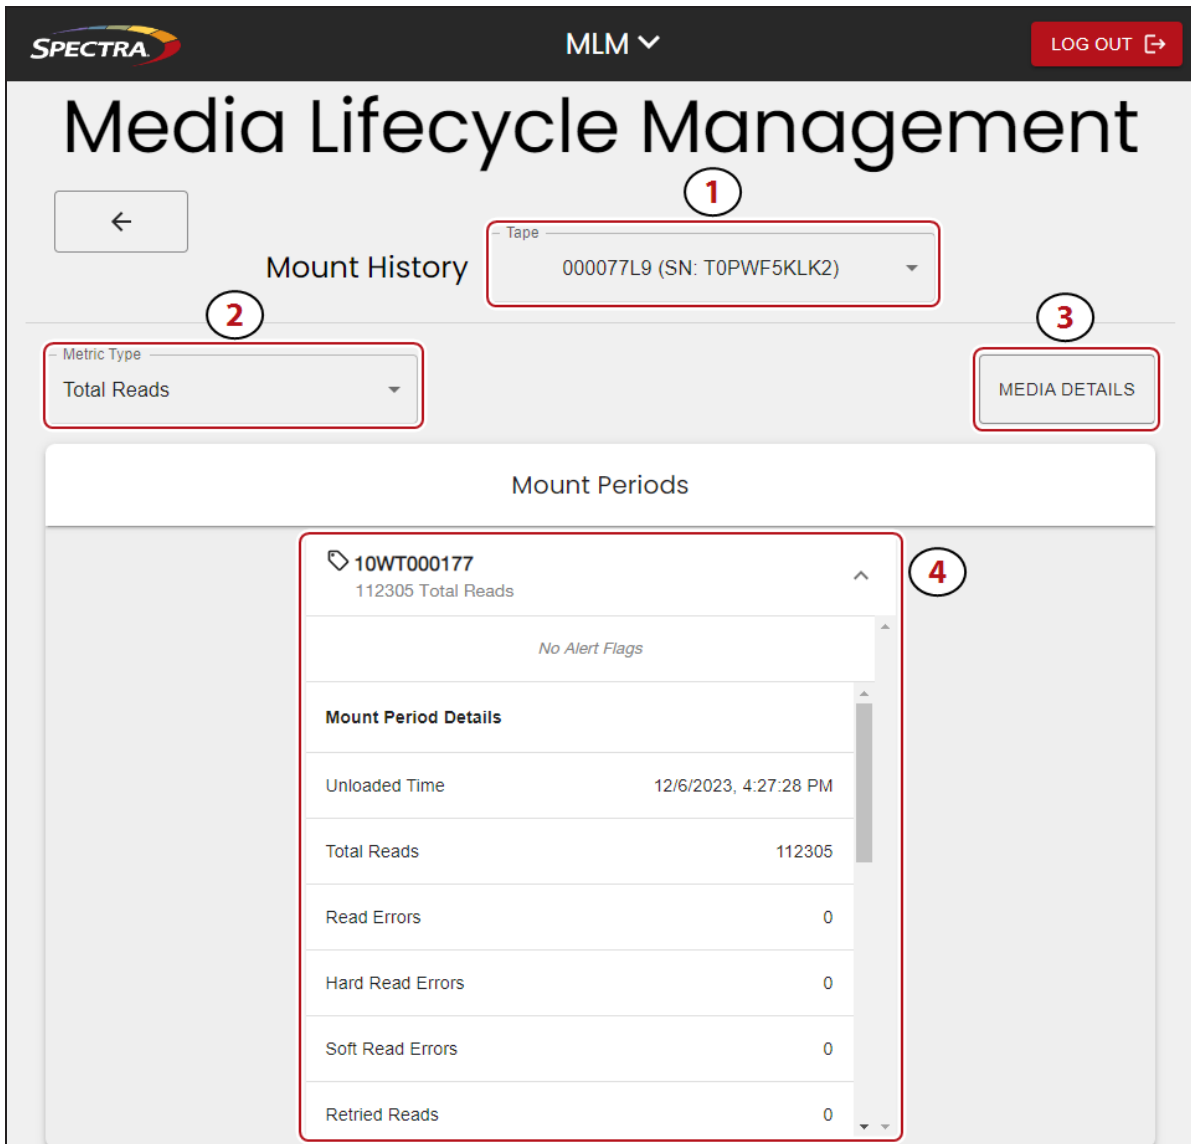 SPECTRA
MLM
LOG OUT
Media Lifecycle Management
1
Mount History
Tape
000077L9 (SN: T0PWF5KLK2)
2
3
Metric Type
Total Reads
MEDIA DETAILS
Mount Periods
4
10WT000177
112305 Total Reads
No Alert Flags
Mount Period Details
Unloaded Time 12/6/2023, 4:27:28 PM
Total Reads 112305
Read Errors 0
Hard Read Errors 0
Soft Read Errors 0
Retried Reads 0